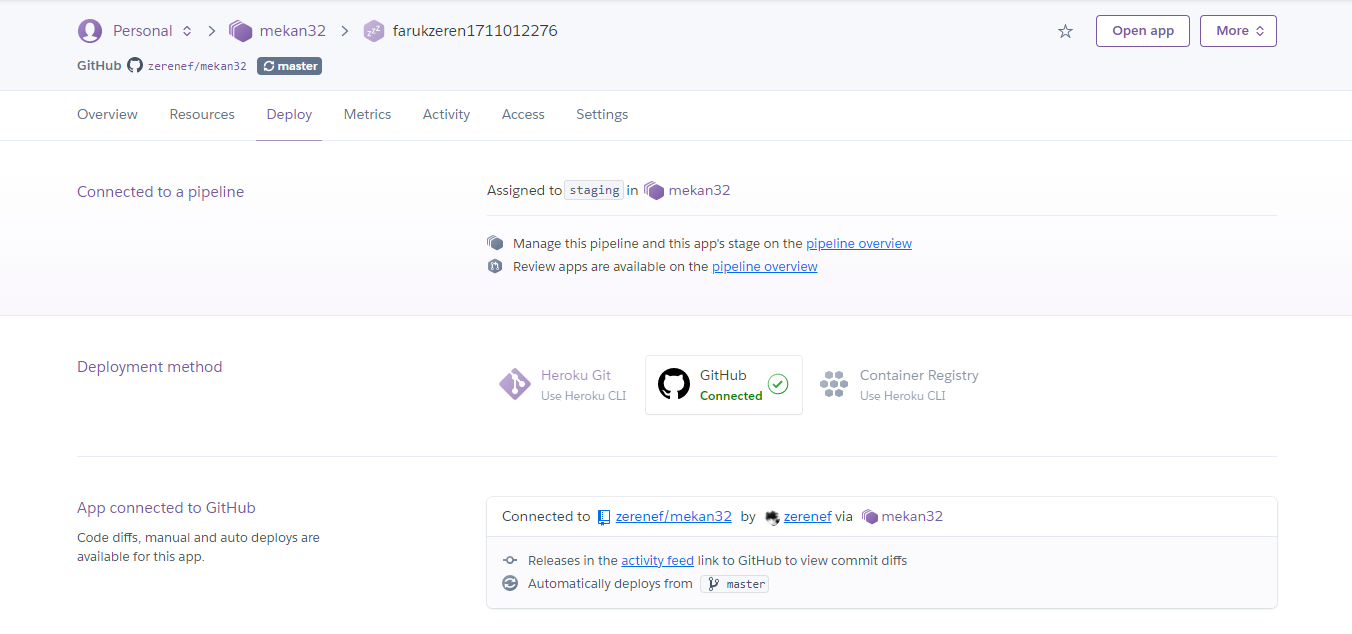 Personal > mekan32 > farukzeren1711012276 Open app More
GitHub zerenef/mekan32 master
Overview Resources Deploy Metrics Activity Access Settings
Connected to a pipeline
Assigned to staging in mekan32
Manage this pipeline and this app's stage on the pipeline overview
Review apps are available on the pipeline overview
Deployment method
Heroku Git
Use Heroku CLI
GitHub
Connected
Container Registry
Use Heroku CLI
App connected to GitHub
Code diffs, manual and auto deploys are
available for this app.
Connected to zerenef/mekan32 by zerenef via mekan32
Releases in the activity feed link to GitHub to view commit diffs
Automatically deploys from master